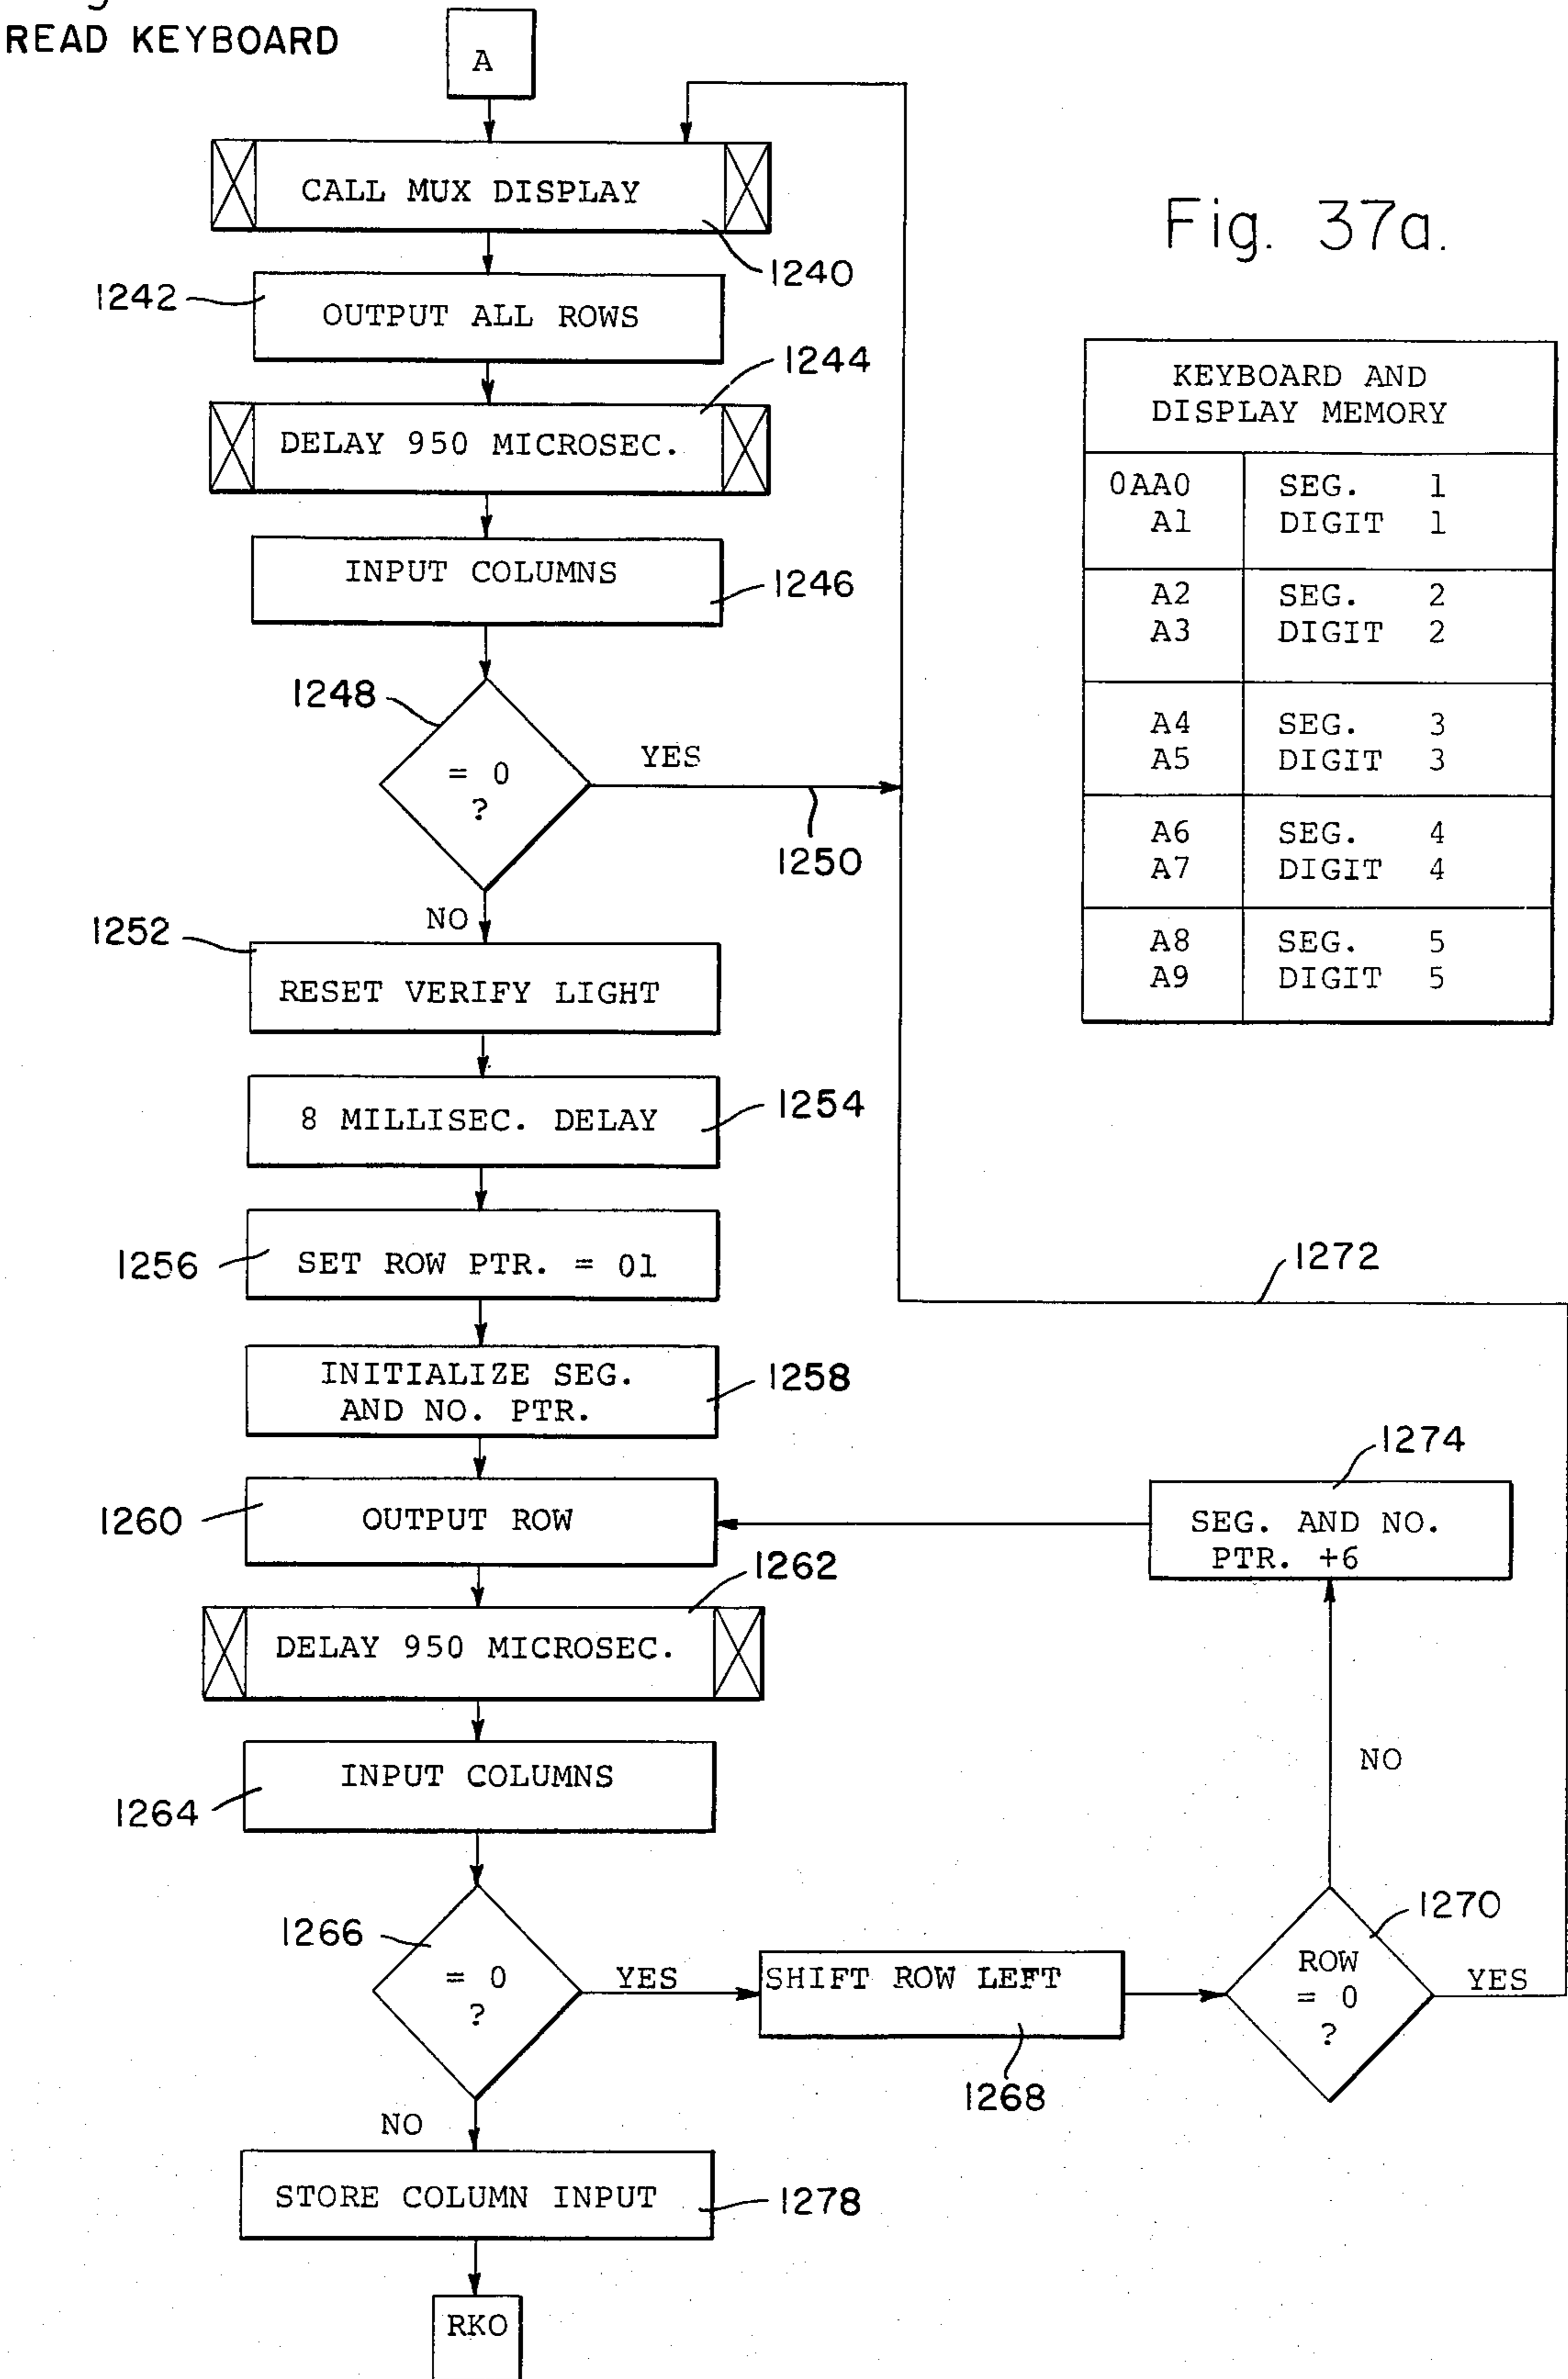 READ KEYBOARD
A
CALL MUX DISPLAY
1240
Fig. 37a.
1242
OUTPUT ALL ROWS
1244
DELAY 950 MICROSEC.
INPUT COLUMNS
1246
KEYBOARD AND
DISPLAY MEMORY
0AA0 SEG. 1
A1 DIGIT 1
A2 SEG. 2
A3 DIGIT 2
A4 SEG. 3
A5 DIGIT 3
A6 SEG. 4
A7 DIGIT 4
A8 SEG. 5
A9 DIGIT 5
1248
= 0
?
YES
1250
NO
1252
RESET VERIFY LIGHT
8 MILLISEC. DELAY
1254
1256
SET ROW PTR. = 01
1272
INITIALIZE SEG.
AND NO. PTR.
1258
1274
1260
OUTPUT ROW
SEG. AND NO.
PTR. +6
1262
DELAY 950 MICROSEC.
INPUT COLUMNS
1264
NO
1266
= 0
?
YES
SHIFT ROW LEFT
1268
1270
ROW
= 0
?
YES
NO
STORE COLUMN INPUT
1278
RKO